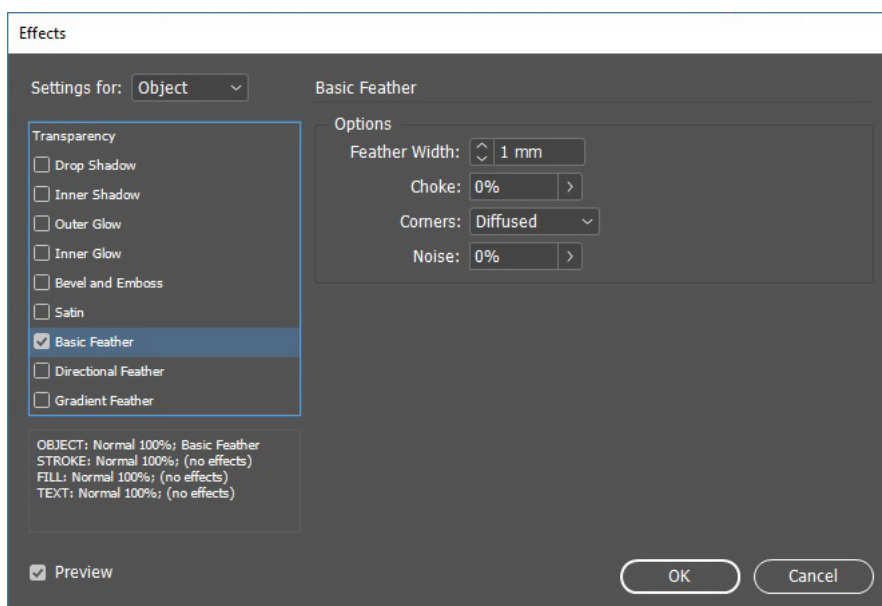 Effects
Settings for: Object
Transparency
Drop Shadow
Inner Shadow
Outer Glow
Inner Glow
Bevel and Emboss
Satin
Basic Feather
Directional Feather
Gradient Feather
OBJECT: Normal 100%; Basic Feather
STROKE: Normal 100%; (no effects)
FILL: Normal 100%; (no effects)
TEXT: Normal 100%; (no effects)
Basic Feather
Options
Feather Width: 1 mm
Choke: 0%
Corners: Diffused
Noise: 0%
Preview
OK
Cancel